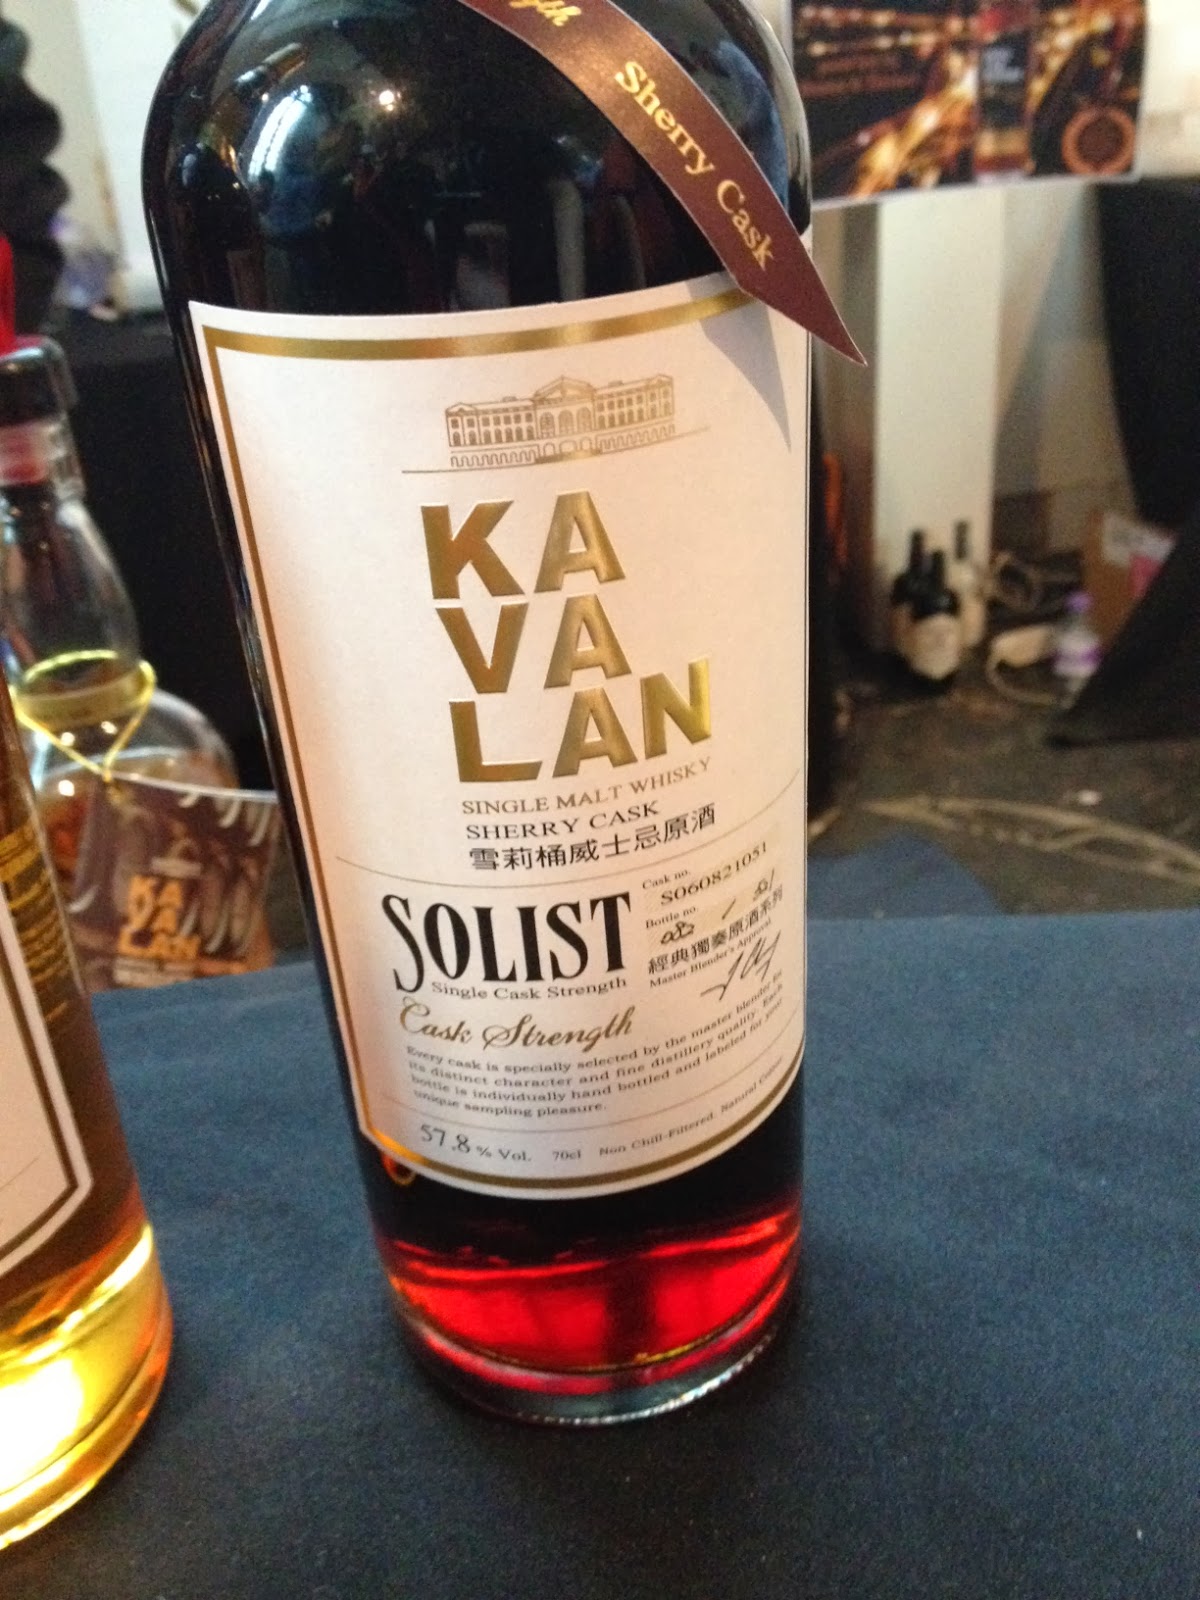 Sherry Cask
KA
VA
LAN
SINGLE MALT WHISKY
SHERRY CASK
雪莉桶威士忌原酒
SOLIST
Single Cask Strength
Cask Strength
Cask no.
S060821051
Bottle no.
082 /
經典獨奏原酒系列
Master Blender's Approval
Every cask is specially selected by the master blender for
its distinct character and fine distillery quality. Each
bottle is individually hand bottled and labeled for your
unique sampling pleasure.
57.8 % Vol. 70cl Non Chill-Filtered. Natural Colour
KA
VA
LAN